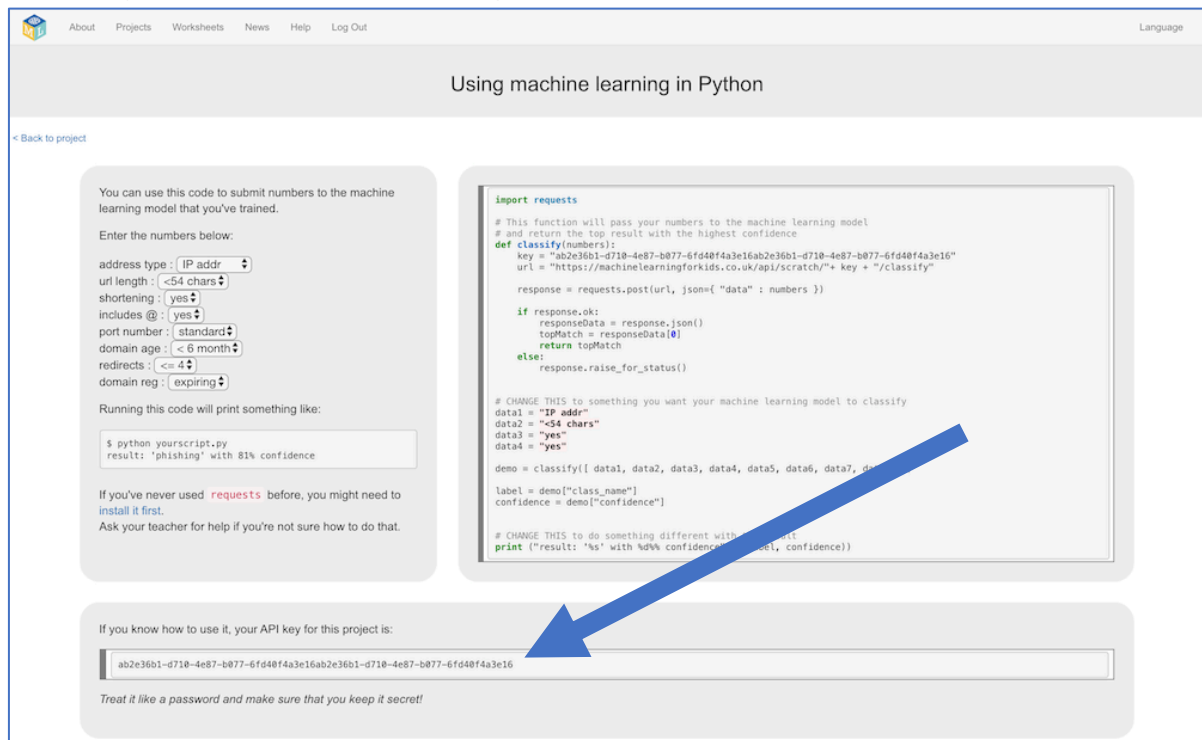 About Projects Worksheets News Help Log Out Language
Using machine learning in Python
< Back to project
You can use this code to submit numbers to the machine
learning model that you've trained.
Enter the numbers below:
address type : IP addr
url length : <54 chars
shortening : yes
includes @ : yes
port number : standard
domain age : < 6 month
redirects : <= 4
domain reg : expiring
Running this code will print something like:
$ python yourscript.py
result: 'phishing' with 81% confidence
If you've never used requests before, you might need to
install it first.
Ask your teacher for help if you're not sure how to do that.
import requests
# This function will pass your numbers to the machine learning model
# and return the top result with the highest confidence
def classify(numbers):
key = "ab2e36b1-d710-4e87-b077-6fd40f4a3e16ab2e36b1-d710-4e87-b077-6fd40f4a3e16"
url = "https://machinelearningforkids.co.uk/api/scratch/"+ key + "/classify"
response = requests.post(url, json={ "data" : numbers })
if response.ok:
responseData = response.json()
topMatch = responseData[0]
return topMatch
else:
response.raise_for_status()
# CHANGE THIS to something you want your machine learning model to classify
data1 = "IP addr"
data2 = "<54 chars"
data3 = "yes"
data4 = "yes"
demo = classify([ data1, data2, data3, data4, data5, data6, data7,
label = demo["class_name"]
confidence = demo["confidence"]
# CHANGE THIS to do something different with
print ("result: '%s' with %d%% confidence" confidence))
If you know how to use it, your API key for this project is:
ab2e36b1-d710-4e87-b077-6fd40f4a3e16ab2e36b1-d710-4e87-b077-6fd40f4a3e16
Treat it like a password and make sure that you keep it secret!